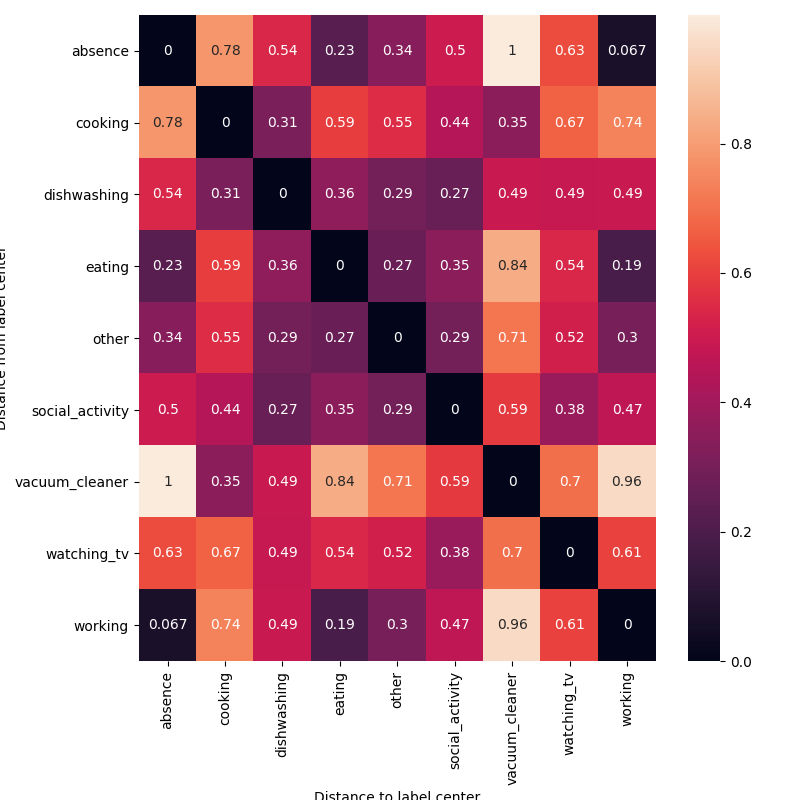 absence 0 0.78 0.54 0.23 0.34 0.5 1 0.63 0.067
cooking 0.78 0 0.31 0.59 0.55 0.44 0.35 0.67 0.74
dishwashing 0.54 0.31 0 0.36 0.29 0.27 0.49 0.49 0.49
eating 0.23 0.59 0.36 0 0.27 0.35 0.84 0.54 0.19
other 0.34 0.55 0.29 0.27 0 0.29 0.71 0.52 0.3
social_activity 0.5 0.44 0.27 0.35 0.29 0 0.59 0.38 0.47
vacuum_cleaner 1 0.35 0.49 0.84 0.71 0.59 0 0.7 0.96
watching_tv 0.63 0.67 0.49 0.54 0.52 0.38 0.7 0 0.61
working 0.067 0.74 0.49 0.19 0.3 0.47 0.96 0.61 0
absence cooking dishwashing eating other social_activity vacuum_cleaner watching_tv working
Distance to label center
Distance from label center
0.8
0.6
0.4
0.2
0.0